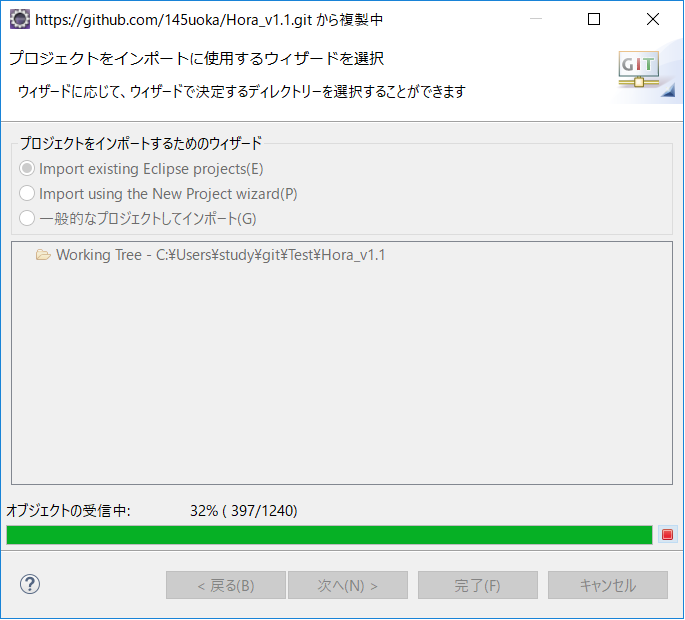 https://github.com/145uoka/Hora_v1.1.git から複製中
プロジェクトをインポートに使用するウィザードを選択
GIT
ウィザードに応じて、ウィザードで決定するディレクトリーを選択することができます
プロジェクトをインポートするためのウィザード
Import existing Eclipse projects(E)
Import using the New Project wizard(P)
一般的なプロジェクトしてインポート(G)
Working Tree - C:¥Users¥study¥git¥Test¥Hora_v1.1
オブジェクトの受信中: 32% ( 397/1240)
< 戻る(B) 次へ(N) > 完了(F) キャンセル